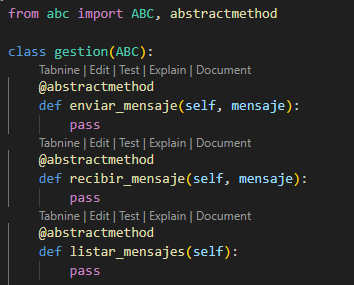 from abc import ABC, abstractmethod
class gestion(ABC):
Tabnine | Edit | Test | Explain | Document
@abstractmethod
def enviar_mensaje(self, mensaje):
pass
Tabnine | Edit | Test | Explain | Document
@abstractmethod
def recibir_mensaje(self, mensaje):
pass
Tabnine | Edit | Test | Explain | Document
@abstractmethod
def listar_mensajes(self):
pass